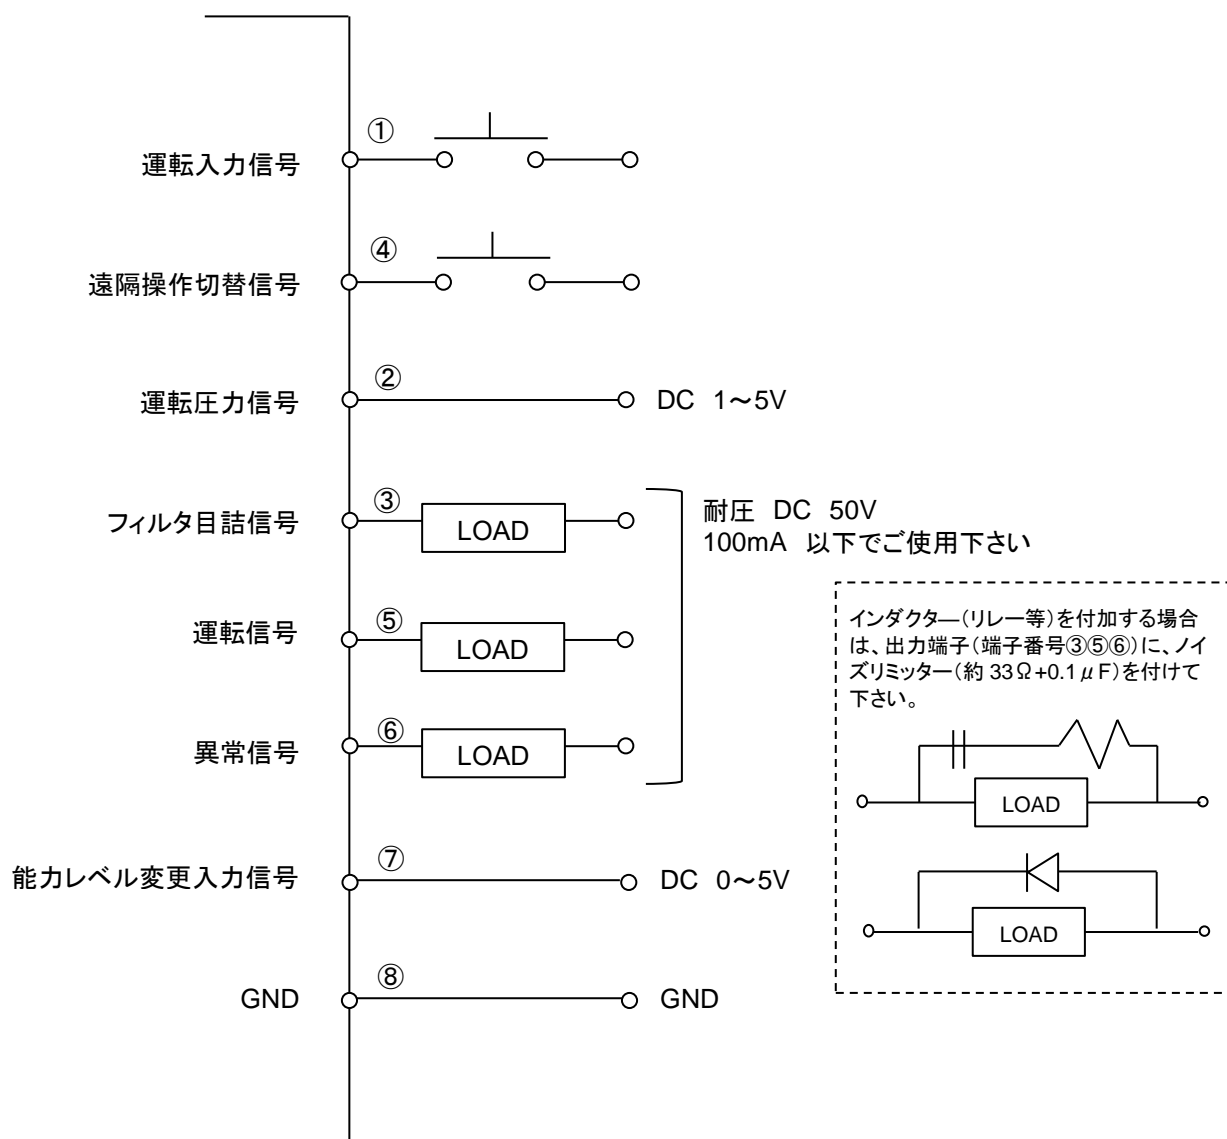 ①
運転入力信号
④
遠隔操作切替信号
②
運転圧力信号
DC 1～5V
③
フィルタ目詰信号
LOAD
耐圧 DC 50V
100mA 以下でご使用下さい
⑤
運転信号
LOAD
⑥
異常信号
LOAD
インダクタ―(リレー等)を付加する場合
は、出力端子(端子番号③⑤⑥)に、ノイ
ズリミッター(約 33Ω+0.1μF)を付けて
下さい。
LOAD
LOAD
⑦
能力レベル変更入力信号
DC 0～5V
⑧
GND
GND